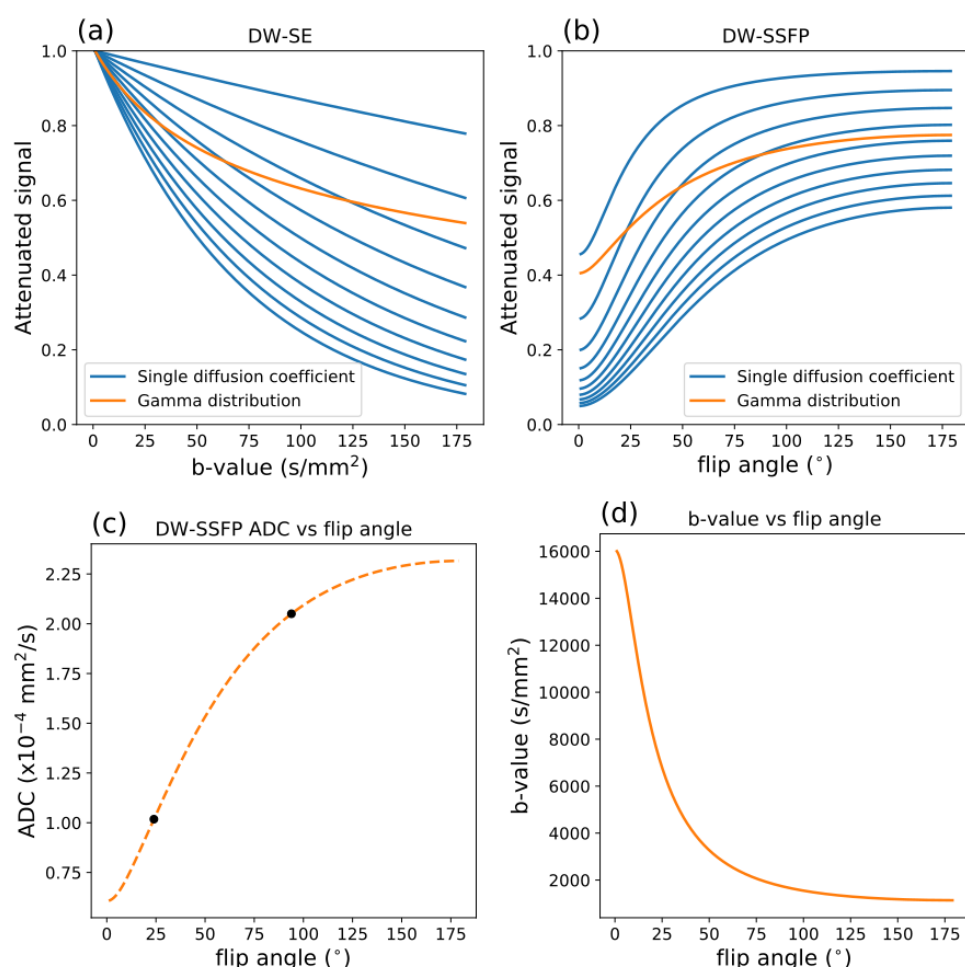 (a)
DW-SE
Attenuated signal
1.0
0.8
0.6
0.4
0.2
0.0
Single diffusion coefficient
Gamma distribution
0 25 50 75 100 125 150 175
b-value (s/mm²)
(b)
DW-SSFP
Attenuated signal
1.0
0.8
0.6
0.4
0.2
0.0
Single diffusion coefficient
Gamma distribution
0 25 50 75 100 125 150 175
flip angle (°)
(c)
DW-SSFP ADC vs flip angle
ADC (x10⁻⁴ mm²/s)
2.25
2.00
1.75
1.50
1.25
1.00
0.75
0 25 50 75 100 125 150 175
flip angle (°)
(d)
b-value vs flip angle
b-value (s/mm²)
16000
14000
12000
10000
8000
6000
4000
2000
0 25 50 75 100 125 150 175
flip angle (°)